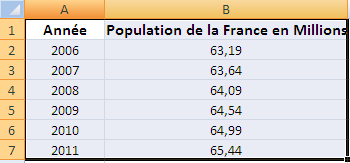 A B
1 Année Population de la France en Millions
2 2006 63,19
3 2007 63,64
4 2008 64,09
5 2009 64,54
6 2010 64,99
7 2011 65,44